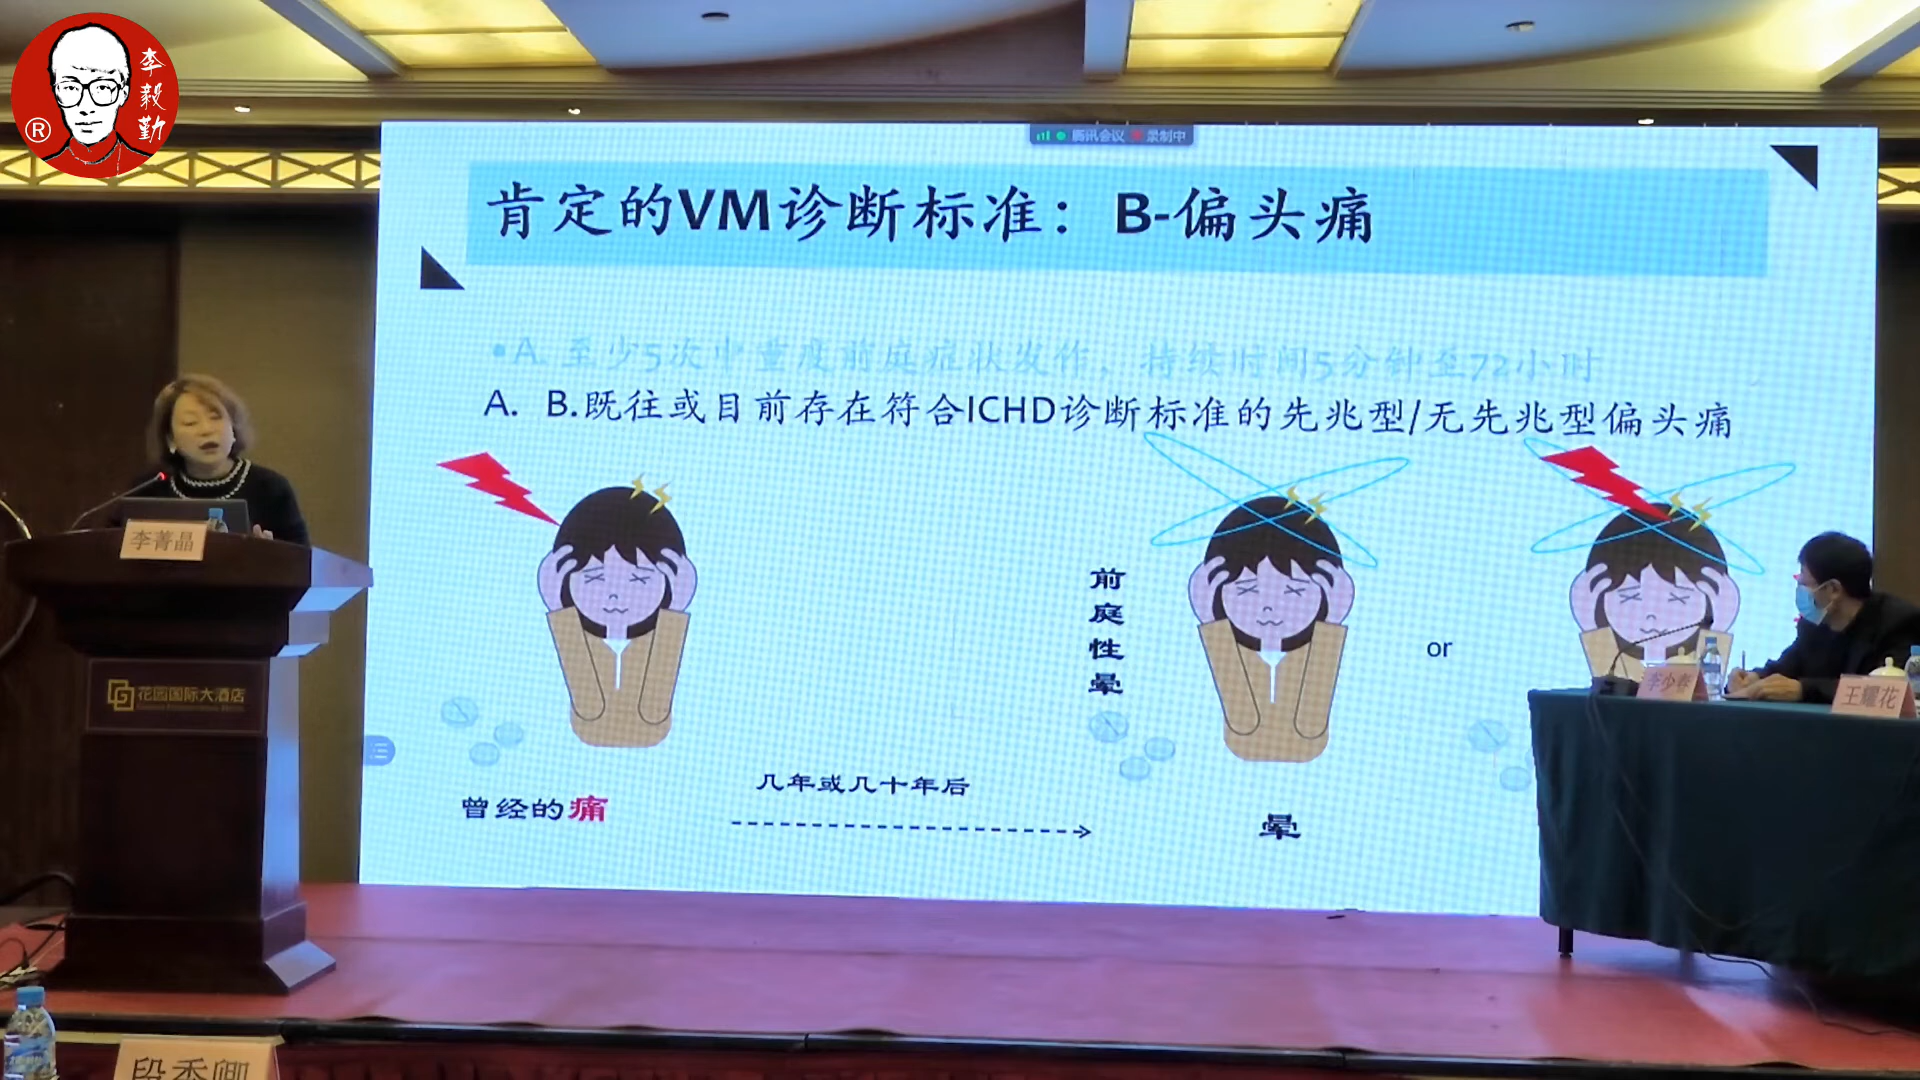 李毅勤
®
腾讯会议 录制中
肯定的VM诊断标准：B-偏头痛
•A. 至少5次中重度前庭症状发作，持续时间5分钟至72小时
A. B.既往或目前存在符合ICHD诊断标准的先兆型/无先兆型偏头痛
前庭性晕
or
几年或几十年后
曾经的痛
晕
李菁晶
花园国际大酒店
李少春
王耀花
段秀卿